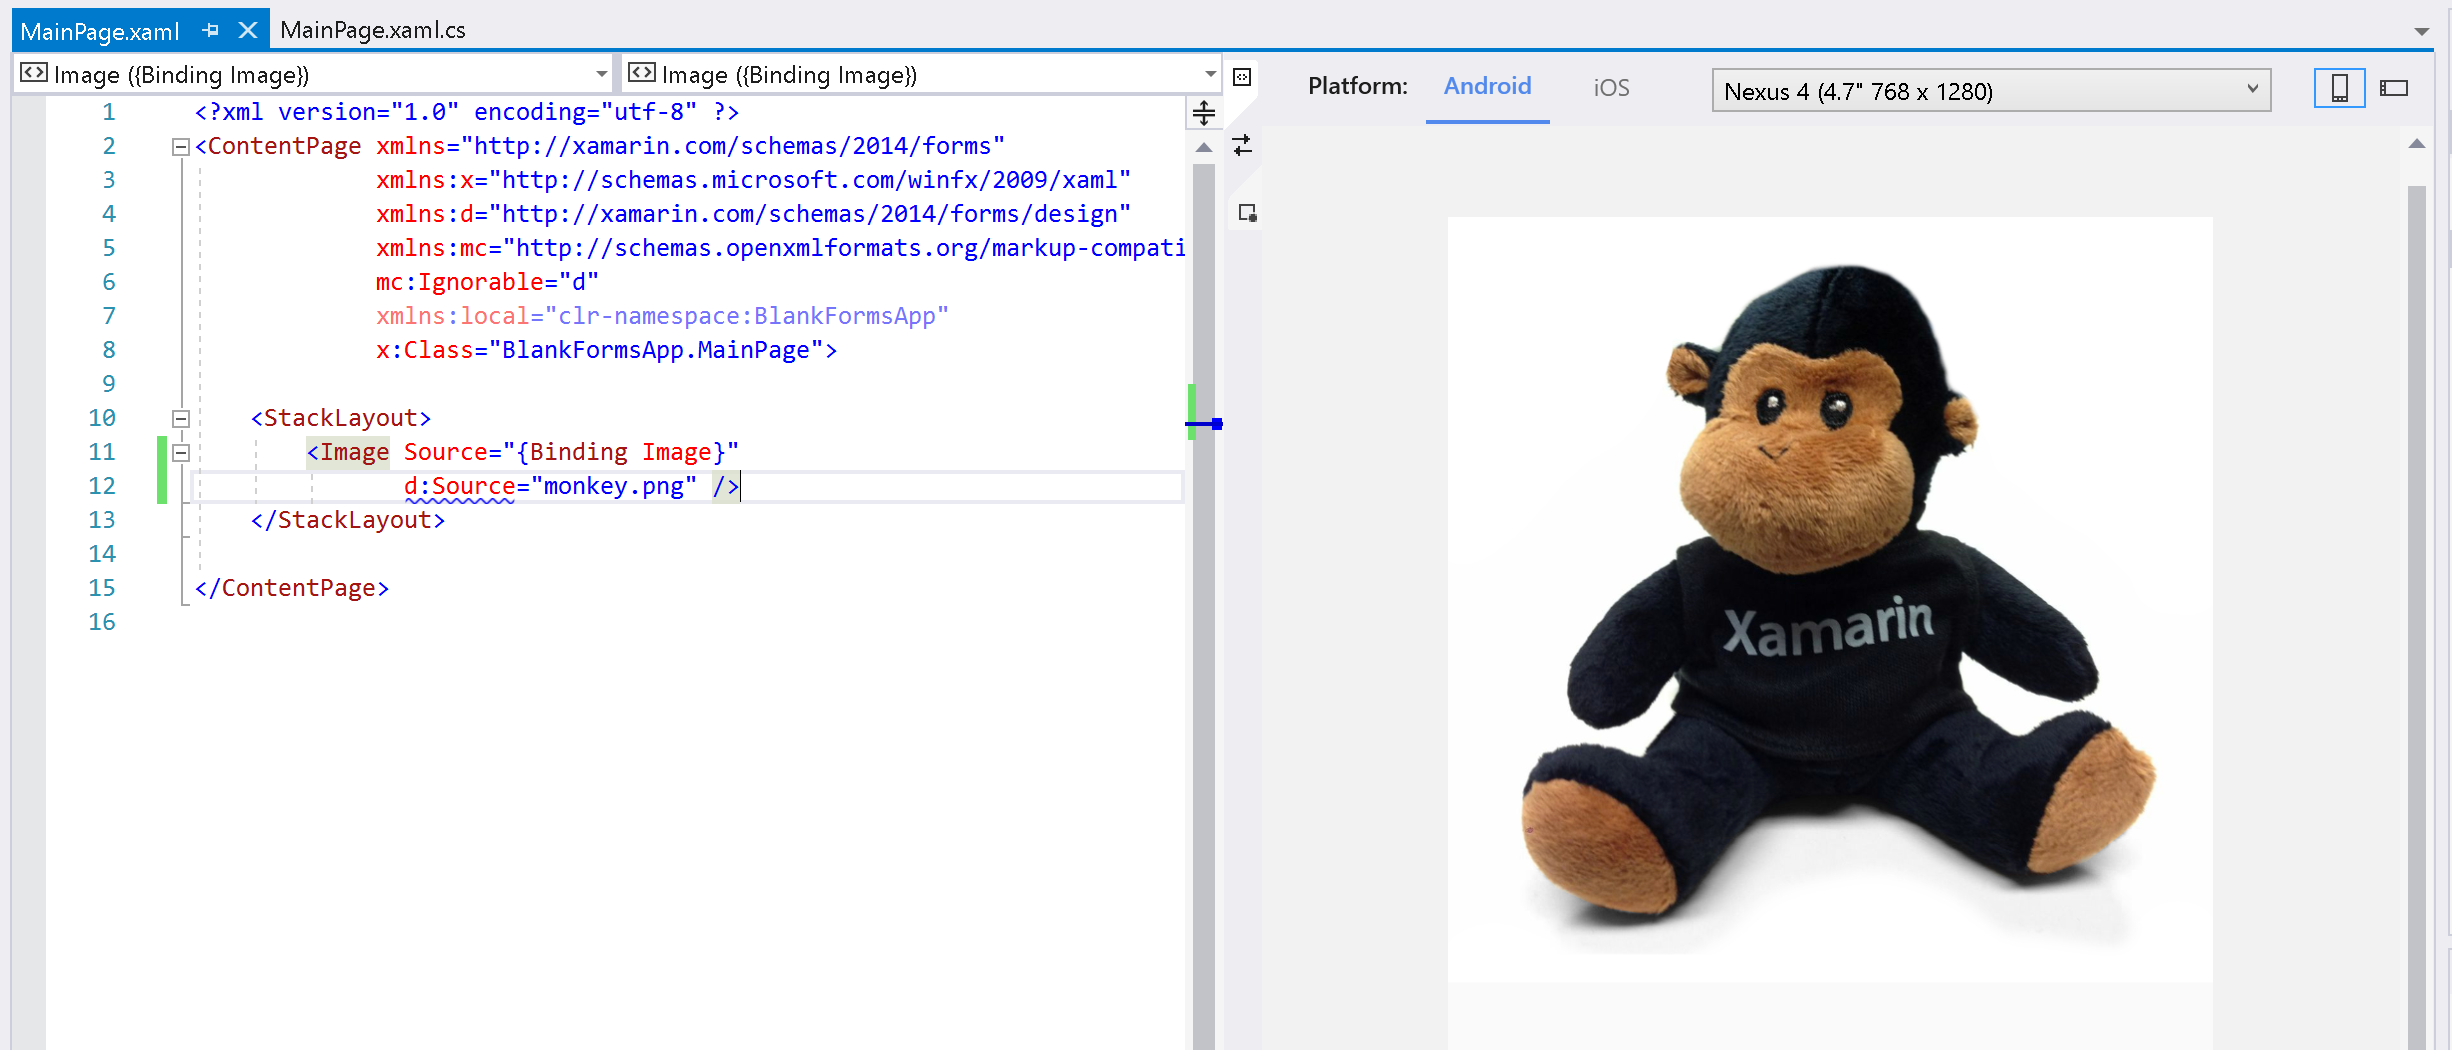 MainPage.xaml
MainPage.xaml.cs
Image ({Binding Image})
Image ({Binding Image})
Platform:
Android
iOS
Nexus 4 (4.7" 768 x 1280)
1 <?xml version="1.0" encoding="utf-8" ?>
2 <ContentPage xmlns="http://xamarin.com/schemas/2014/forms"
3 xmlns:x="http://schemas.microsoft.com/winfx/2009/xaml"
4 xmlns:d="http://xamarin.com/schemas/2014/forms/design"
5 xmlns:mc="http://schemas.openxmlformats.org/markup-compati
6 mc:Ignorable="d"
7 xmlns:local="clr-namespace:BlankFormsApp"
8 x:Class="BlankFormsApp.MainPage">
9
10 <StackLayout>
11 <Image Source="{Binding Image}"
12 d:Source="monkey.png" />
13 </StackLayout>
14
15 </ContentPage>
16
Xamarin